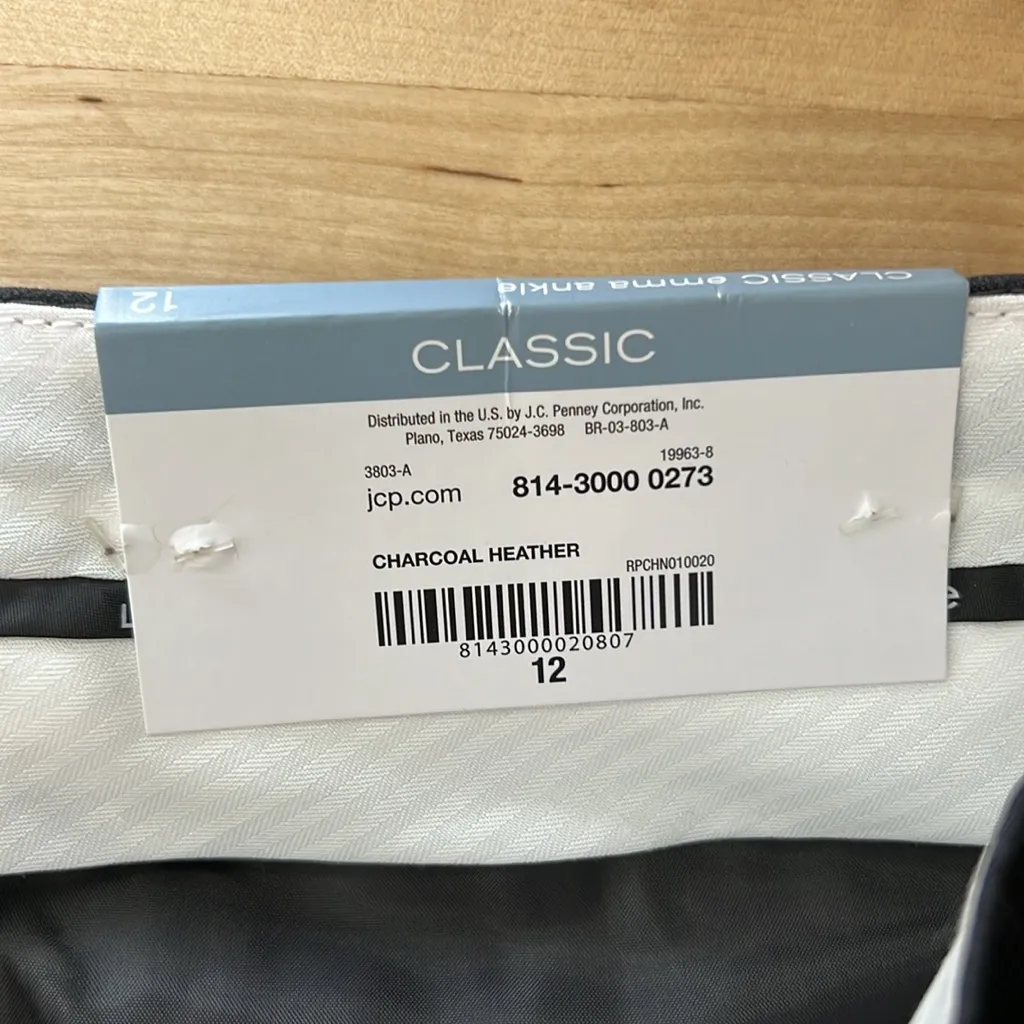 CLASSIC emma ankle
12
CLASSIC
Distributed in the U.S. by J.C. Penney Corporation, Inc.
Plano, Texas 75024-3698 BR-03-803-A
3803-A 19963-8
jcp.com 814-3000 0273
CHARCOAL HEATHER RPCHN010020
8143000020807
12